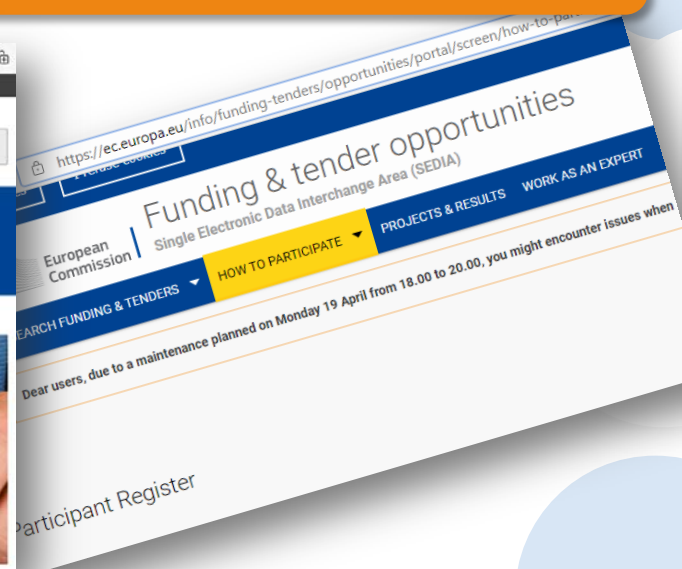 https://ec.europa.eu/info/funding-tenders/opportunities/portal/screen/how-to-
cookies
European
Commission
Funding & tender opportunities
Single Electronic Data Interchange Area (SEDIA)
FUNDING & TENDERS
HOW TO PARTICIPATE
PROJECTS & RESULTS
WORK AS AN EXPERT
Dear users, due to a maintenance planned on Monday 19 April from 18.00 to 20.00, you might encounter issues when
Participant Register